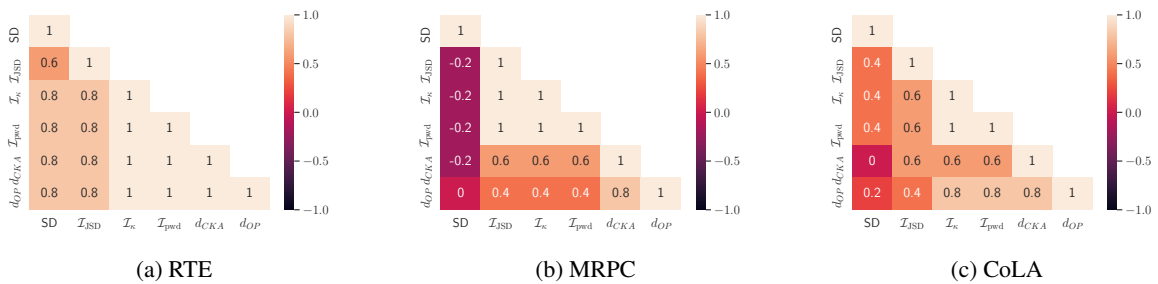 SD 1 1.0
I_JSD 0.6 1 0.5
I_κ 0.8 0.8 1 0.0
I_pwd 0.8 0.8 1 1
d_CKA 0.8 0.8 1 1 1 −0.5
d_OP 0.8 0.8 1 1 1 1 −1.0
SD I_JSD I_κ I_pwd d_CKA d_OP
(a) RTE
SD 1 1.0
I_JSD -0.2 1 0.5
I_κ -0.2 1 1 0.0
I_pwd -0.2 1 1 1
d_CKA -0.2 0.6 0.6 0.6 1 −0.5
d_OP 0 0.4 0.4 0.4 0.8 1 −1.0
SD I_JSD I_κ I_pwd d_CKA d_OP
(b) MRPC
SD 1 1.0
I_JSD 0.4 1 0.5
I_κ 0.4 0.6 1 0.0
I_pwd 0.4 0.6 1 1
d_CKA 0 0.6 0.6 0.6 1 −0.5
d_OP 0.2 0.4 0.8 0.8 0.8 1 −1.0
SD I_JSD I_κ I_pwd d_CKA d_OP
(c) CoLA